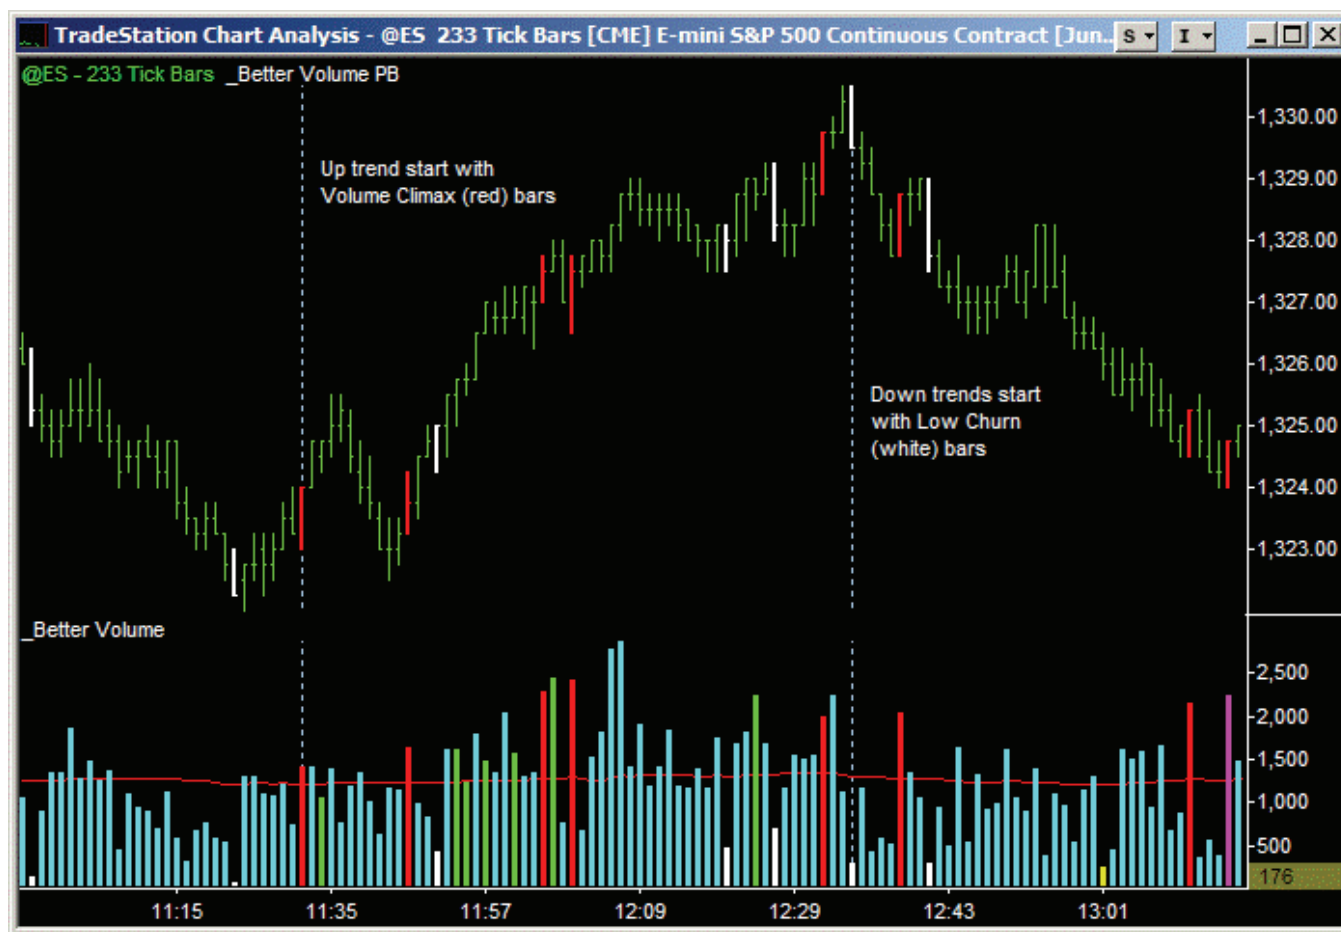 TradeStation Chart Analysis - @ES 233 Tick Bars [CME] E-mini S&P 500 Continuous Contract [Jun...
S
I
@ES - 233 Tick Bars _Better Volume PB
1,330.00
Up trend start with
Volume Climax (red) bars
1,329.00
1,328.00
1,327.00
1,326.00
Down trends start
with Low Churn
(white) bars
1,325.00
1,324.00
1,323.00
_Better Volume
2,500
2,000
1,500
1,000
500
176
11:15 11:35 11:57 12:09 12:29 12:43 13:01